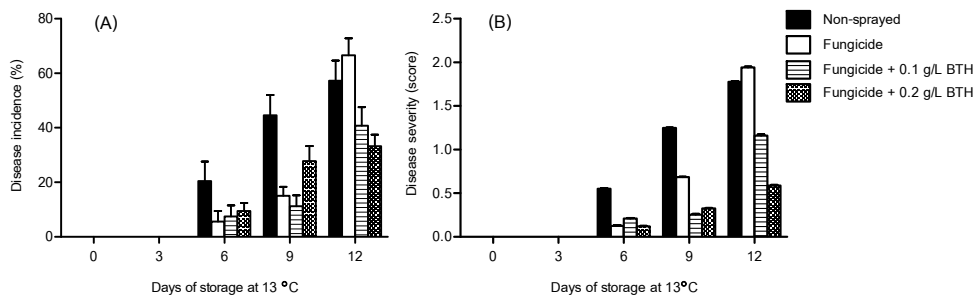 (A)
Disease incidence (%)
80
60
40
20
0
0 3 6 9 12
Days of storage at 13 °C
(B)
Disease severity (score)
2.5
2.0
1.5
1.0
0.5
0.0
0 3 6 9 12
Days of storage at 13°C
Non-sprayed
Fungicide
Fungicide + 0.1 g/L BTH
Fungicide + 0.2 g/L BTH